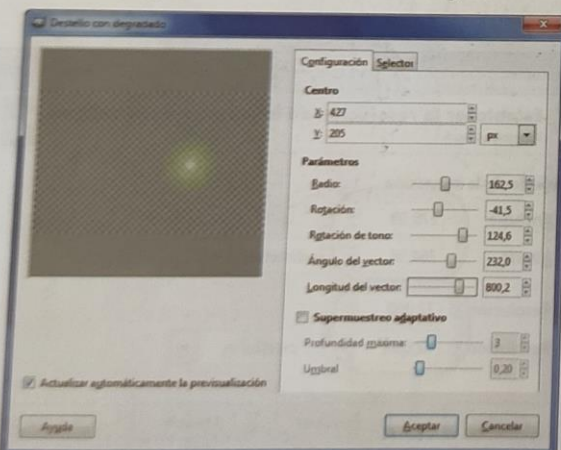 Destello con degradado
Configuración Selector
Centro
X: 427
Y: 205 px
Parámetros
Radio: 162,5
Rotación: -41,5
Rotación de tono: 124,6
Ángulo del vector: 232,0
Longitud del vector: 800,2
Supermuestreo adaptativo
Profundidad máxima: 3
Umbral 0,20
Actualizar automáticamente la previsualización
Ayuda Aceptar Cancelar